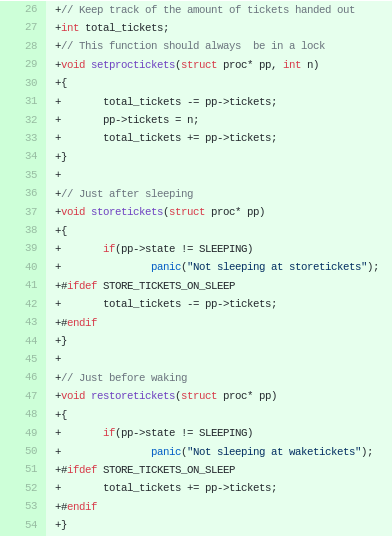 26 +// Keep track of the amount of tickets handed out
27 +int total_tickets;
28 +// This function should always  be in a lock
29 +void setproctickets(struct proc* pp, int n)
30 +{
31 +       total_tickets -= pp->tickets;
32 +       pp->tickets = n;
33 +       total_tickets += pp->tickets;
34 +}
35 +
36 +// Just after sleeping
37 +void storetickets(struct proc* pp)
38 +{
39 +       if(pp->state != SLEEPING)
40 +               panic("Not sleeping at storetickets");
41 +#ifdef STORE_TICKETS_ON_SLEEP
42 +       total_tickets -= pp->tickets;
43 +#endif
44 +}
45 +
46 +// Just before waking
47 +void restoretickets(struct proc* pp)
48 +{
49 +       if(pp->state != SLEEPING)
50 +               panic("Not sleeping at waketickets");
51 +#ifdef STORE_TICKETS_ON_SLEEP
52 +       total_tickets += pp->tickets;
53 +#endif
54 +}